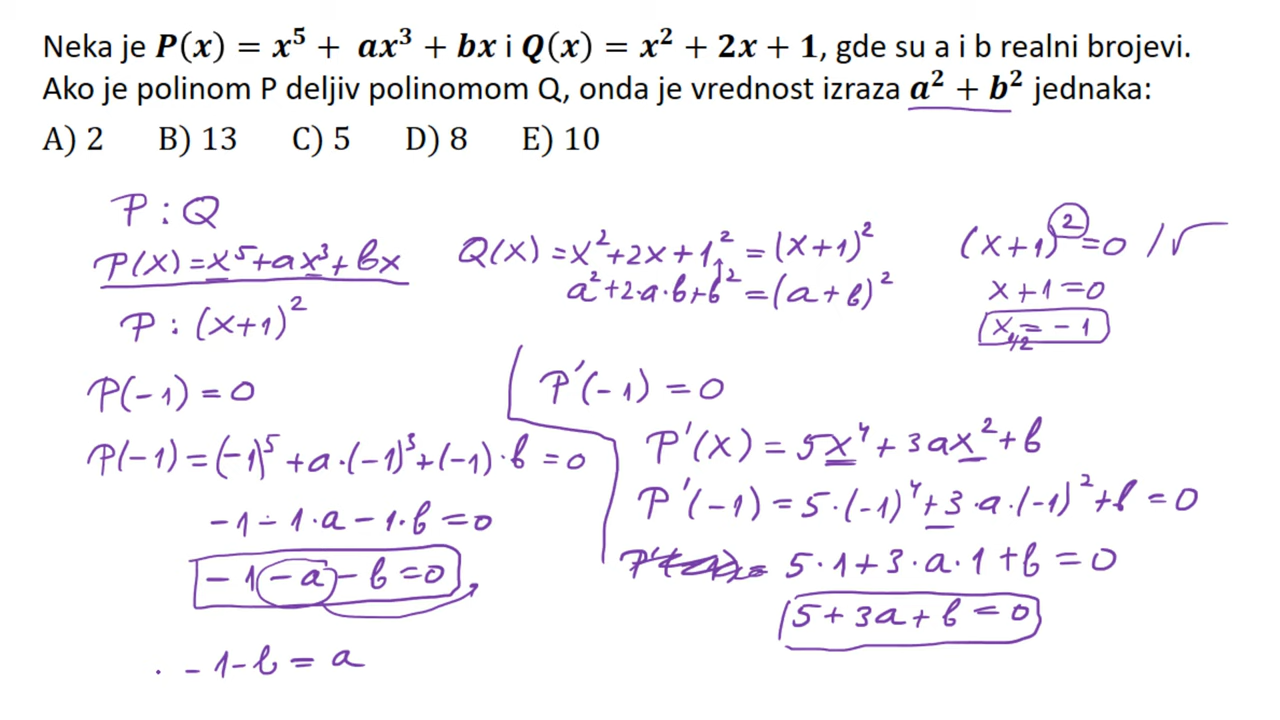 Neka je P(x) = x⁵ + ax³ + bx i Q(x) = x² + 2x + 1, gde su a i b realni brojevi.
Ako je polinom P deljiv polinomom Q, onda je vrednost izraza a² + b² jednaka:
A) 2 B) 13 C) 5 D) 8 E) 10
P : Q
P(x) = x⁵ + ax³ + bx
P : (x+1)²
Q(x) = x² + 2x + 1² = (x+1)²
a² + 2·a·b + b² = (a+b)²
(x+1)² = 0 /√
x + 1 = 0
x₁/₂ = -1
P(-1) = 0
P(-1) = (-1)⁵ + a·(-1)³ + (-1)·b = 0
-1 - 1·a - 1·b = 0
-1 - a - b = 0
-1 - b = a
P'(-1) = 0
P'(x) = 5x⁴ + 3ax² + b
P'(-1) = 5·(-1)⁴ + 3·a·(-1)² + b = 0
5·1 + 3·a·1 + b = 0
5 + 3a + b = 0